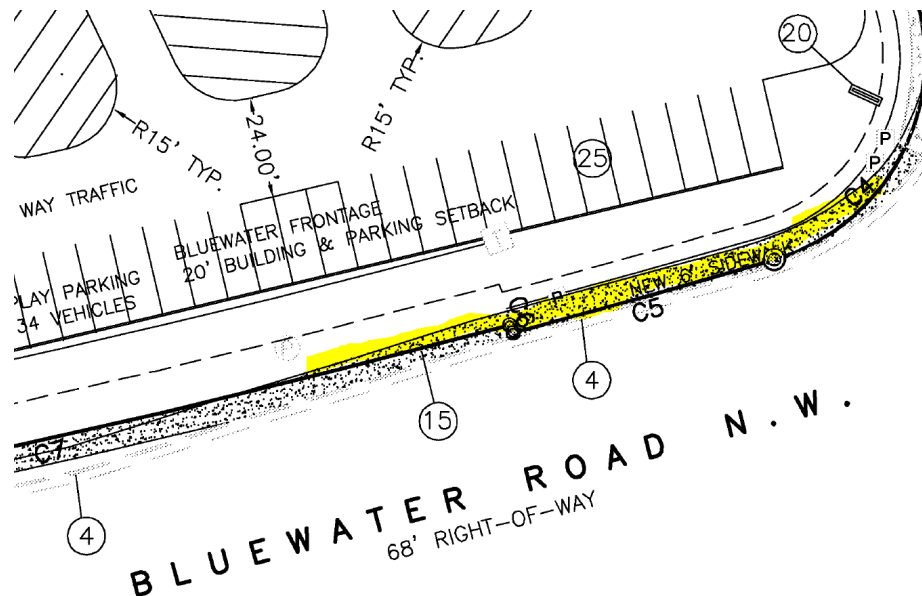 20
R15' TYP.
24.00'
R15' TYP.
25
P
P
WAY TRAFFIC
C4
BLUEWATER FRONTAGE
20' BUILDING & PARKING SETBACK
PLAY PARKING
34 VEHICLES
NEW 6' SIDEWALK
P
C5
4
15
C7
4
BLUEWATER ROAD N.W.
68' RIGHT-OF-WAY